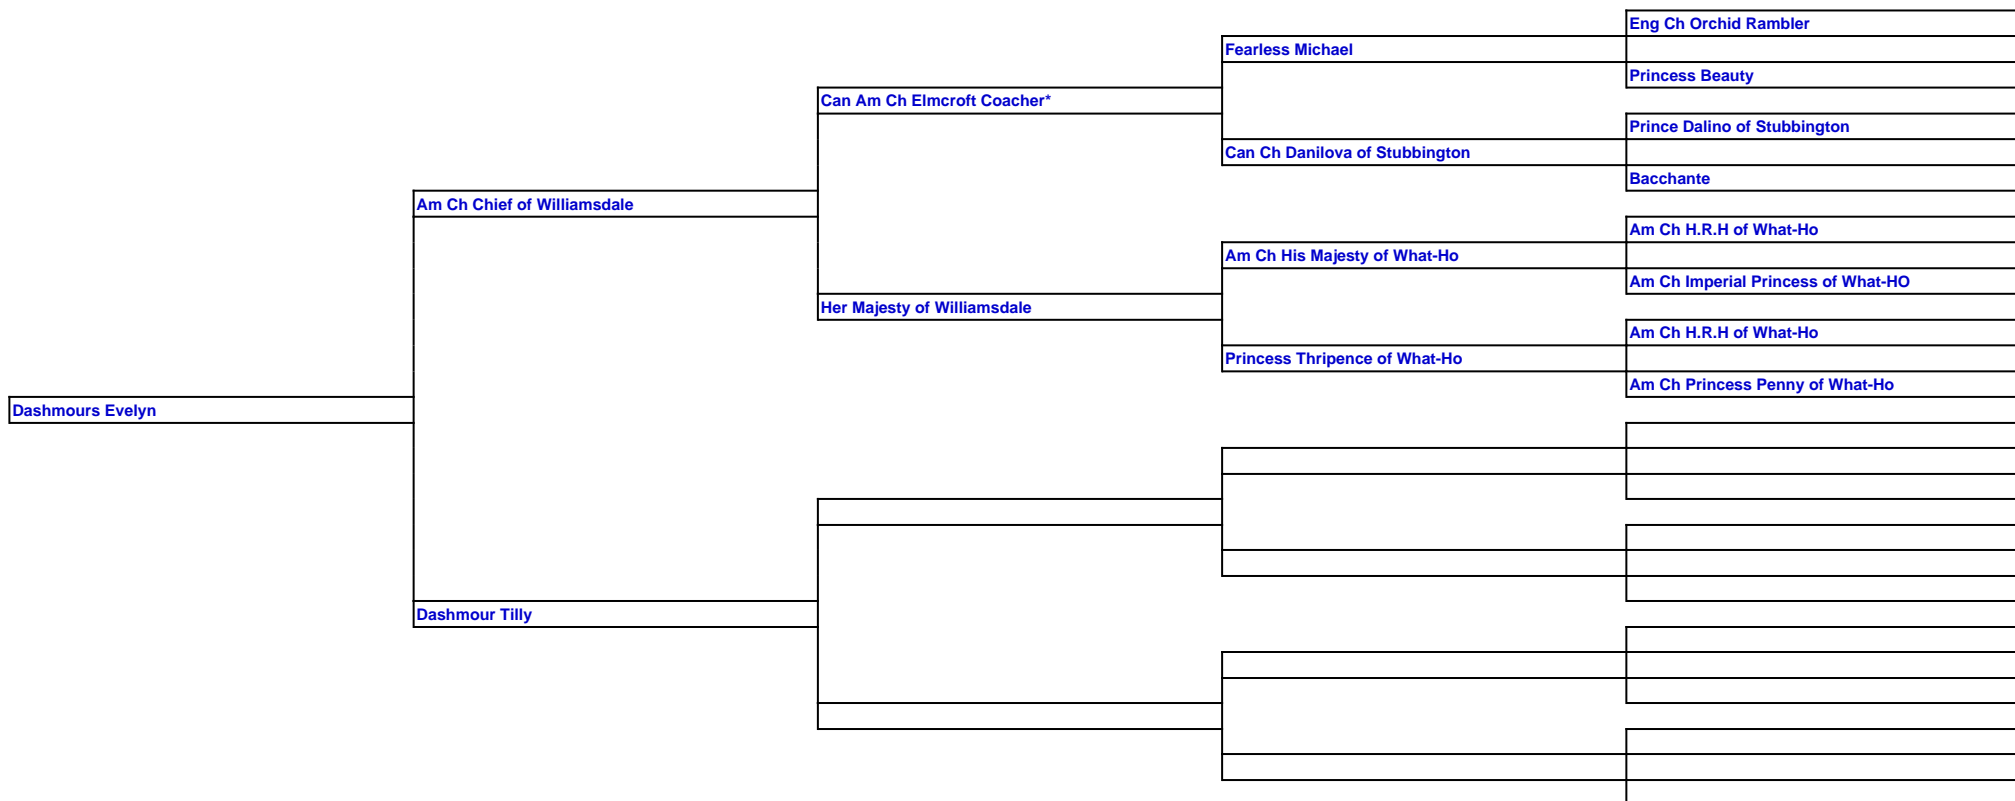 Eng Ch Orchid Rambler
Fearless Michael
Princess Beauty
Can Am Ch Elmcroft Coacher*
Prince Dalino of Stubbington
Can Ch Danilova of Stubbington
Bacchante
Am Ch Chief of Williamsdale
Am Ch H.R.H of What-Ho
Am Ch His Majesty of What-Ho
Am Ch Imperial Princess of What-HO
Her Majesty of Williamsdale
Am Ch H.R.H of What-Ho
Princess Thripence of What-Ho
Am Ch Princess Penny of What-Ho
Dashmours Evelyn
Dashmour Tilly